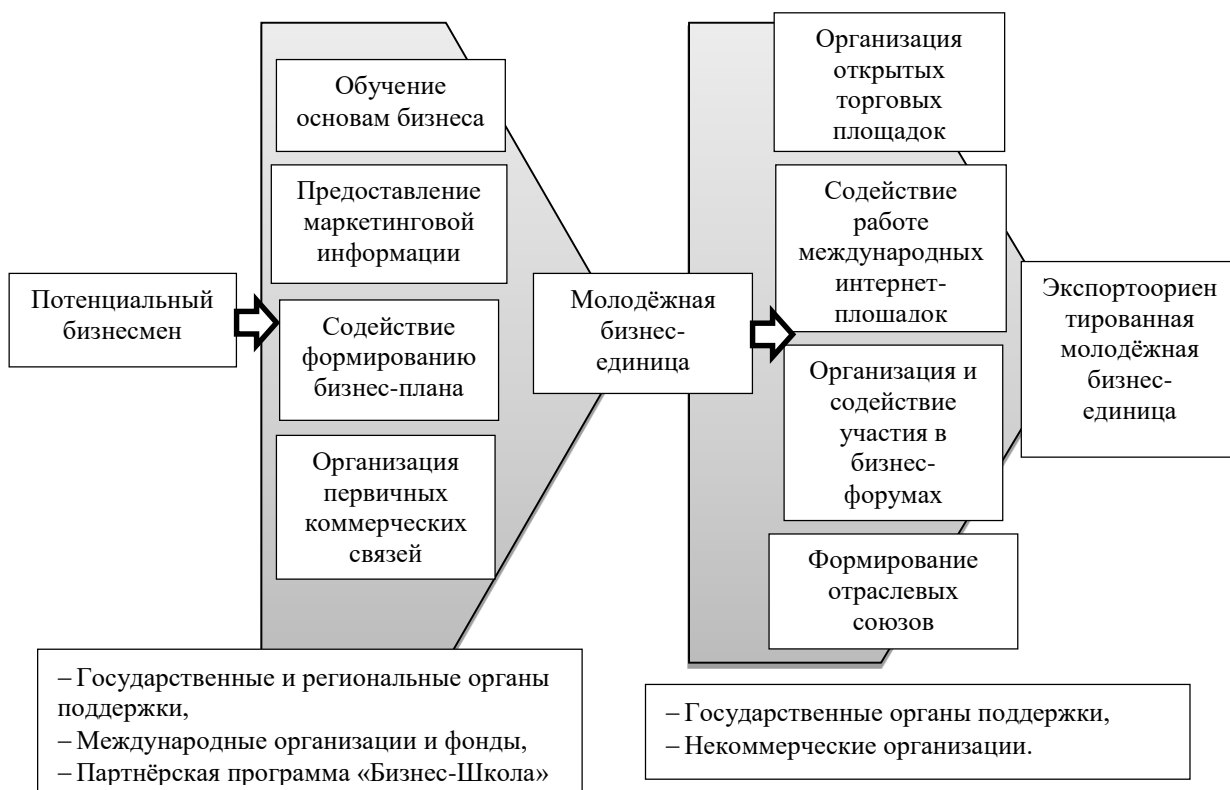 Потенциальный
бизнесмен
Обучение
основам бизнеса
Предоставление
маркетинговой
информации
Содействие
формированию
бизнес-плана
Организация
первичных
коммерческих
связей
– Государственные и региональные органы
поддержки,
– Международные организации и фонды,
– Партнёрская программа «Бизнес-Школа»
Молодёжная
бизнес-
единица
Организация
открытых
торговых
площадок
Содействие
работе
международных
интернет-
площадок
Организация и
содействие
участия в
бизнес-
форумах
Формирование
отраслевых
союзов
– Государственные органы поддержки,
– Некоммерческие организации.
Экспортоориен
тированная
молодёжная
бизнес-
единица